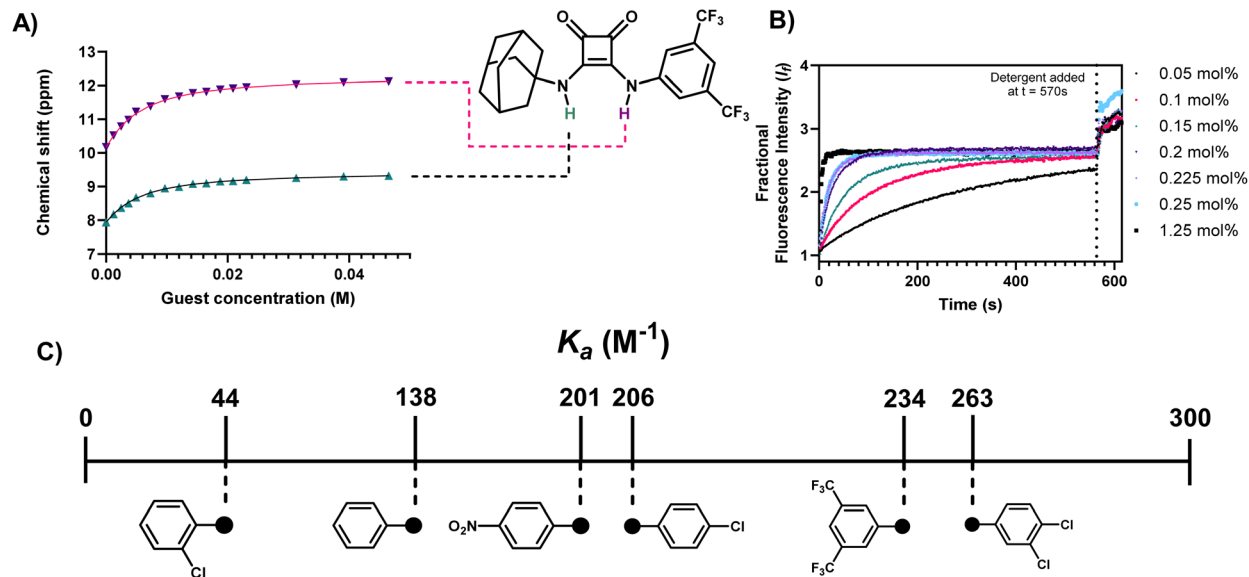 A)
Chemical shift (ppm)
13
12
11
10
9
8
7
0.00
0.02
0.04
Guest concentration (M)
O
O
N
H
N
H
CF3
CF3
B)
Fractional
Fluorescence Intensity (If)
4
3
2
1
0
200
400
600
Time (s)
Detergent added
at t = 570s
0.05 mol%
0.1 mol%
0.15 mol%
0.2 mol%
0.225 mol%
0.25 mol%
1.25 mol%
C)
Ka (M-1)
0
44
138
201
206
234
263
300
Cl
O2N
Cl
F3C
CF3
Cl
Cl